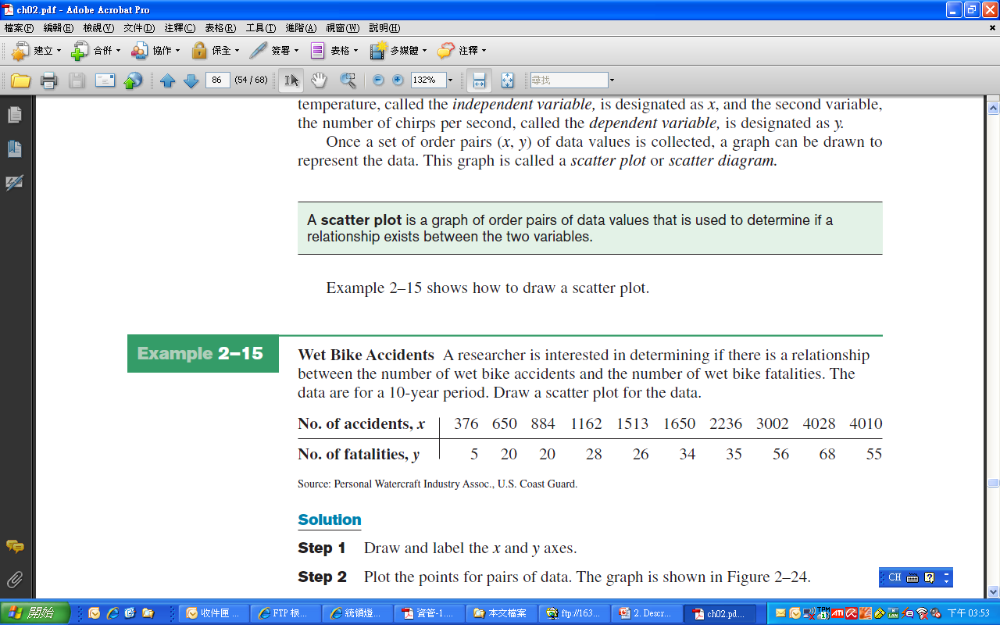 ch02.pdf - Adobe Acrobat Pro
檔案(F) 編輯(E) 檢視(V) 文件(D) 注釋(C) 表格(R) 工具(T) 進階(A) 視窗(W) 說明(H)
建立 合併 協作 保全 簽署 表格 多媒體 注釋
86 (54 / 68) 132% 尋找
temperature, called the independent variable, is designated as x, and the second variable,
the number of chirps per second, called the dependent variable, is designated as y.
Once a set of order pairs (x, y) of data values is collected, a graph can be drawn to
represent the data. This graph is called a scatter plot or scatter diagram.
A scatter plot is a graph of order pairs of data values that is used to determine if a
relationship exists between the two variables.
Example 2–15 shows how to draw a scatter plot.
Example 2–15
Wet Bike Accidents A researcher is interested in determining if there is a relationship
between the number of wet bike accidents and the number of wet bike fatalities. The
data are for a 10-year period. Draw a scatter plot for the data.
No. of accidents, x 376 650 884 1162 1513 1650 2236 3002 4028 4010
No. of fatalities, y 5 20 20 28 26 34 35 56 68 55
Source: Personal Watercraft Industry Assoc., U.S. Coast Guard.
Solution
Step 1 Draw and label the x and y axes.
Step 2 Plot the points for pairs of data. The graph is shown in Figure 2–24.
CH
開始 收件匣 ... FTP 根... 統領燈... 資管-1.... 本文檔案 ftp://163... 2. Descr... ch02.pd... 下午 03:53